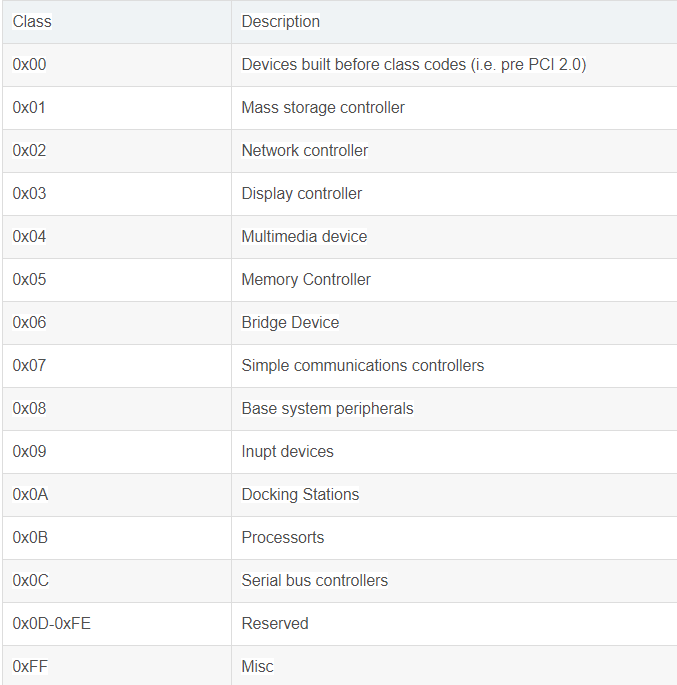 Class Description
0x00 Devices built before class codes (i.e. pre PCI 2.0)
0x01 Mass storage controller
0x02 Network controller
0x03 Display controller
0x04 Multimedia device
0x05 Memory Controller
0x06 Bridge Device
0x07 Simple communications controllers
0x08 Base system peripherals
0x09 Inupt devices
0x0A Docking Stations
0x0B Processorts
0x0C Serial bus controllers
0x0D-0xFE Reserved
0xFF Misc